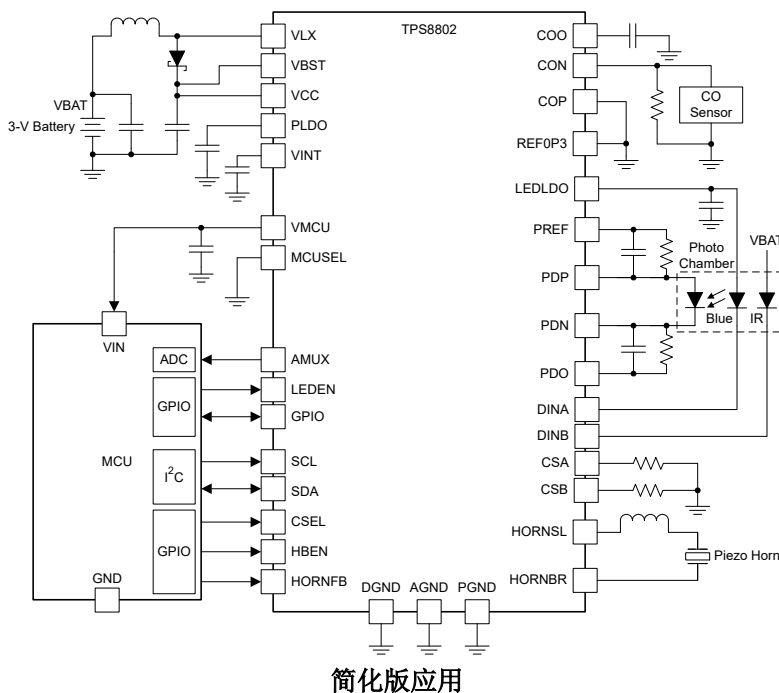 TPS8802
VLX
VBST
VCC
PLDO
VINT
VMCU
MCUSEL
AMUX
LEDEN
GPIO
SCL
SDA
CSEL
HBEN
HORNFB
DGND AGND PGND
COO
CON
COP
REF0P3
LEDLDO
PREF
PDP
PDN
PDO
DINA
DINB
CSA
CSB
HORNSL
HORNBR
VBAT
3-V Battery
VIN
ADC
GPIO
MCU
I²C
GPIO
GND
CO
Sensor
Photo
Chamber
VBAT
Blue
IR
Piezo Horn
简化版应用